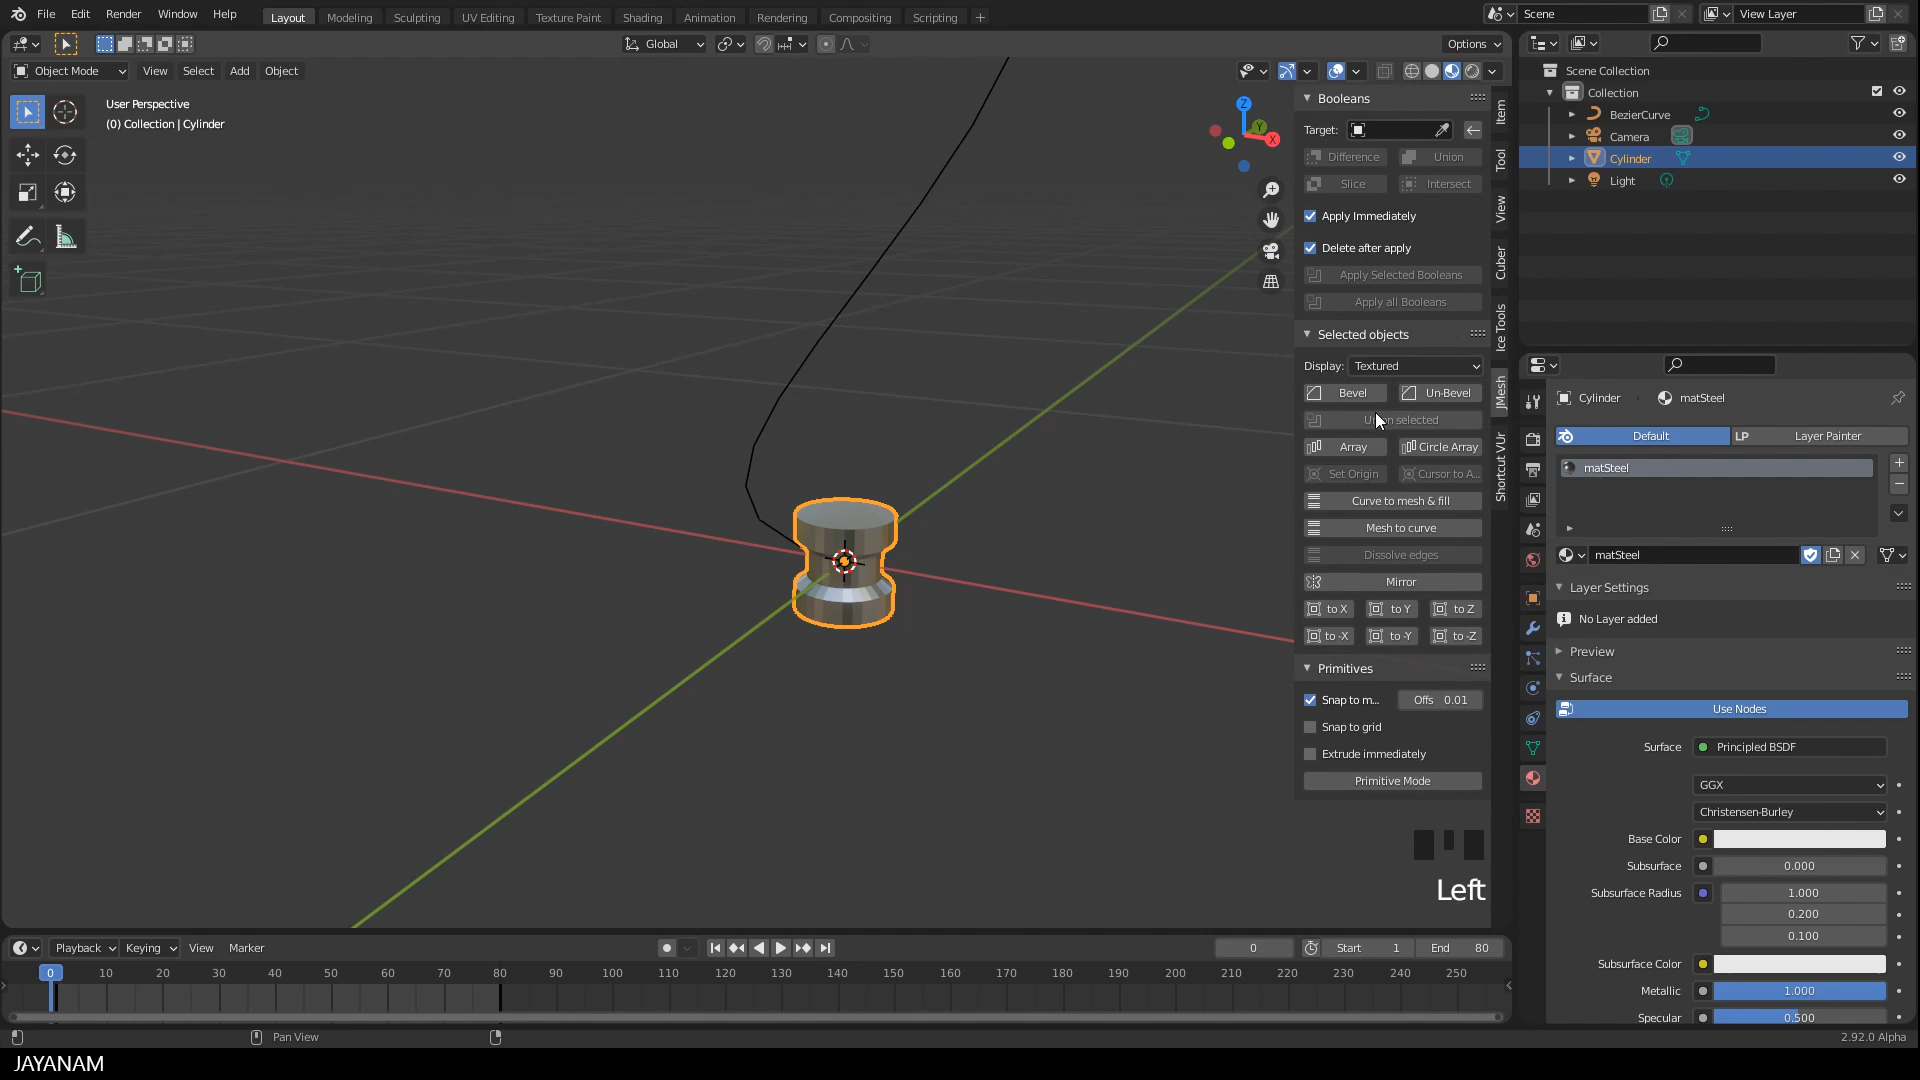 File Edit Render Window Help Layout Modeling Sculpting UV Editing Texture Paint Shading Animation Rendering Compositing Scripting + Scene View Layer
Global Options
Object Mode View Select Add Object
User Perspective
(0) Collection | Cylinder
Z
Y
X
Booleans
Target:
Difference Union
Slice Intersect
Apply Immediately
Delete after apply
Apply Selected Booleans
Apply all Booleans
Selected objects
Display: Textured
Bevel Un-Bevel
selected
Array Circle Array
Set Origin Cursor to A...
Curve to mesh & fill
Mesh to curve
Dissolve edges
Mirror
to X to Y to Z
to -X to -Y to -Z
Primitives
Snap to m... Offs 0.01
Snap to grid
Extrude immediately
Primitive Mode
Item
Tool
View
Cuber
Ice Tools
JMesh
Shortcut VUr
Left
Scene Collection
Collection
BezierCurve
Camera
Cylinder
Light
Cylinder matSteel
Default LP Layer Painter
matSteel
matSteel
Layer Settings
No Layer added
Preview
Surface
Use Nodes
Surface Principled BSDF
GGX
Christensen-Burley
Base Color
Subsurface 0.000
Subsurface Radius 1.000
0.200
0.100
Subsurface Color
Metallic 1.000
Specular 0.500
Playback Keying View Marker 0 Start 1 End 80
0 10 20 30 40 50 60 70 80 90 100 110 120 130 140 150 160 170 180 190 200 210 220 230 240 250
Pan View 2.92.0 Alpha
JAYANAM